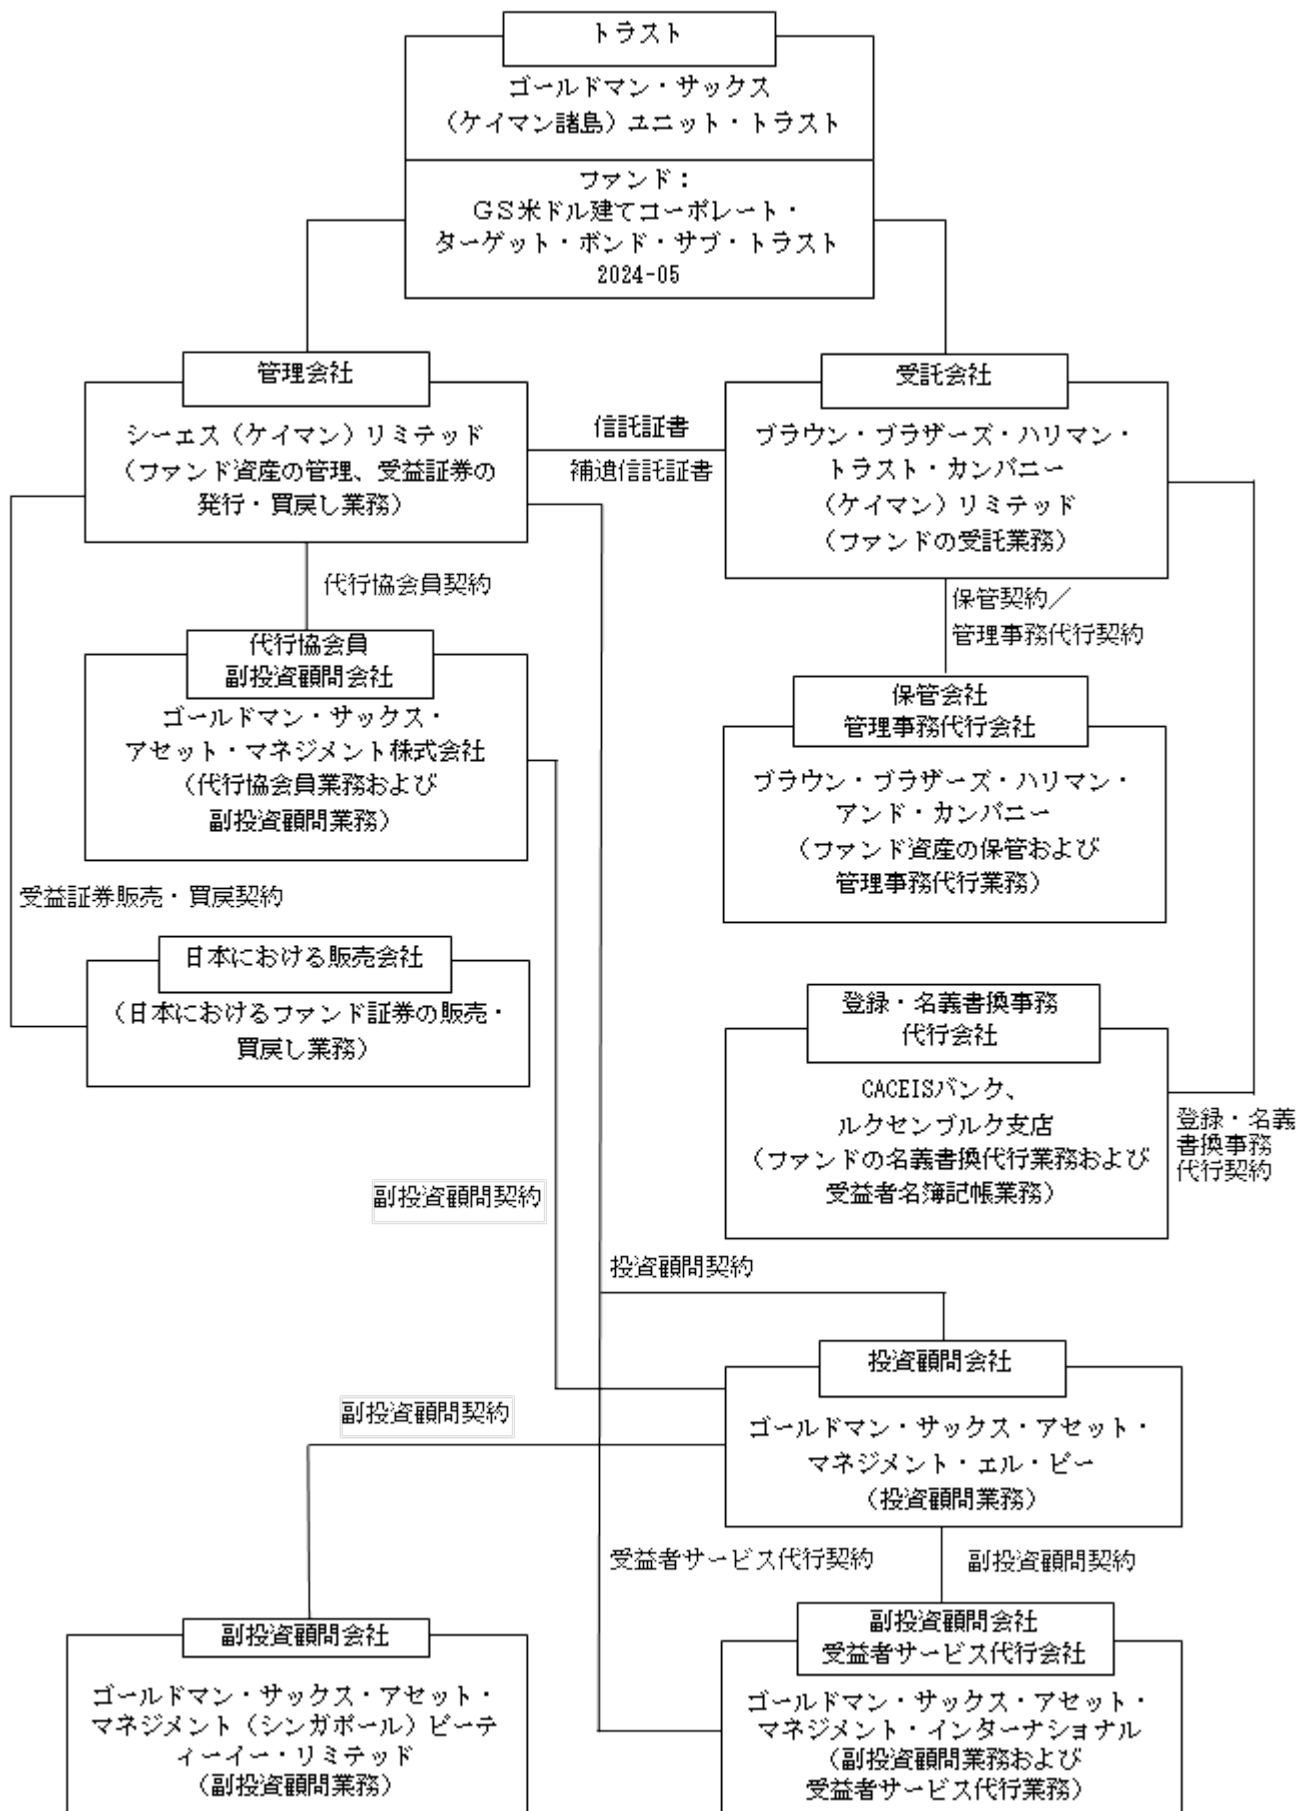 トラスト
ゴールドマン・サックス
（ケイマン諸島）ユニット・トラスト
ファンド：
ＧＳ米ドル建てコーポレート・
ターゲット・ボンド・サブ・トラスト
2024-05
管理会社
シーエス（ケイマン）リミテッド
（ファンド資産の管理、受益証券の
発行・買戻し業務）
信託証書
補遺信託証書
受託会社
ブラウン・ブラザーズ・ハリマン・
トラスト・カンパニー
（ケイマン）リミテッド
（ファンドの受託業務）
代行協会員契約
保管契約／
管理事務代行契約
代行協会員
副投資顧問会社
ゴールドマン・サックス・
アセット・マネジメント株式会社
（代行協会員業務および
副投資顧問業務）
保管会社
管理事務代行会社
ブラウン・ブラザーズ・ハリマン・
アンド・カンパニー
（ファンド資産の保管および
管理事務代行業務）
受益証券販売・買戻契約
日本における販売会社
（日本におけるファンド証券の販売・
買戻し業務）
登録・名義書換事務
代行会社
CACEISバンク、
ルクセンブルク支店
（ファンドの名義書換代行業務および
受益者名簿記帳業務）
登録・名義
書換事務
代行契約
副投資顧問契約
投資顧問契約
投資顧問会社
ゴールドマン・サックス・アセット・
マネジメント・エル・ピー
（投資顧問業務）
副投資顧問契約
受益者サービス代行契約
副投資顧問契約
副投資顧問会社
ゴールドマン・サックス・アセット・
マネジメント（シンガポール）ピーテ
ィーイー・リミテッド
（副投資顧問業務）
副投資顧問会社
受益者サービス代行会社
ゴールドマン・サックス・アセット・
マネジメント・インターナショナル
（副投資顧問業務および
受益者サービス代行業務）